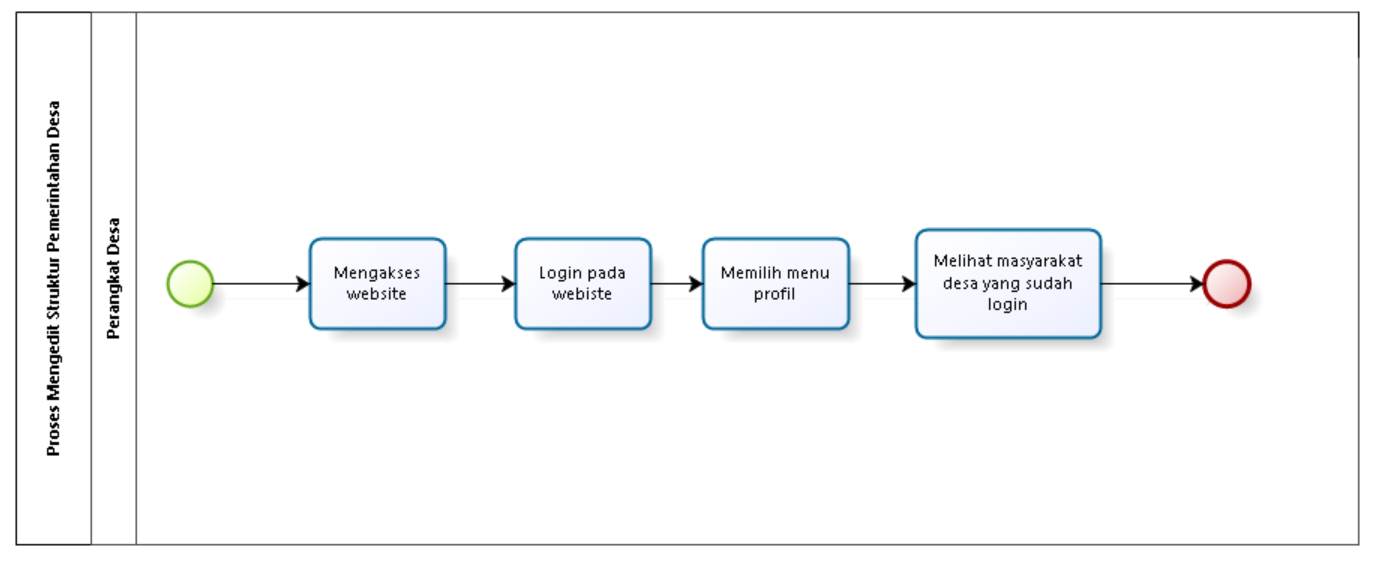 Proses Mengedit Struktur Pemerintahan Desa
Perangkat Desa
Mengakses
website
Login pada
webiste
Memilih menu
profil
Melihat masyarakat
desa yang sudah
login